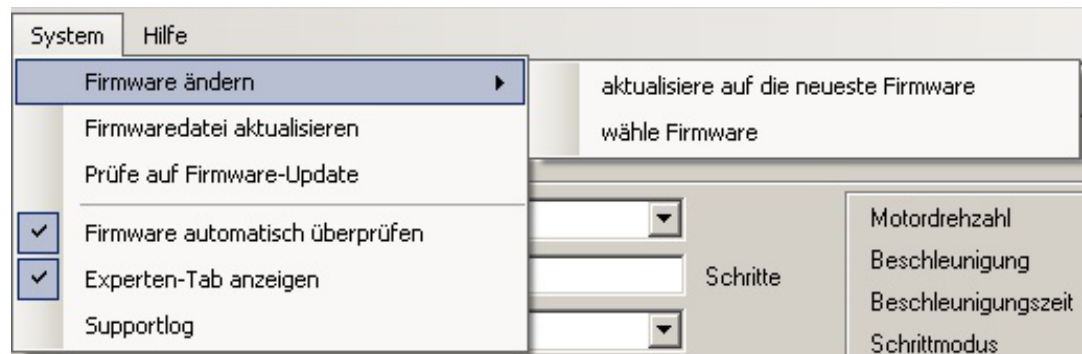 System Hilfe
Firmware ändern
aktualisiere auf die neueste Firmware
Firmwaredatei aktualisieren
wähle Firmware
Prüfe auf Firmware-Update
Firmware automatisch überprüfen
Experten-Tab anzeigen
Supportlog
Schritte
Motordrehzahl
Beschleunigung
Beschleunigungszeit
Schrittmodus